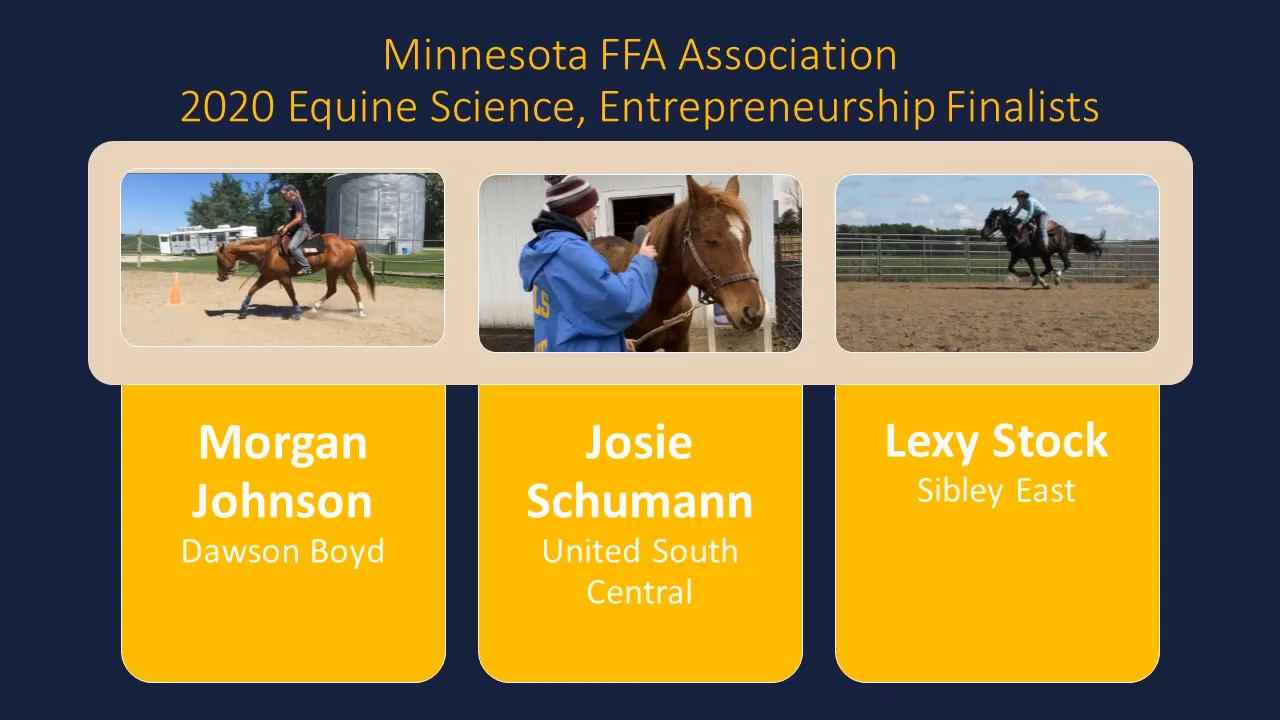 Minnesota FFA Association
2020 Equine Science, Entrepreneurship Finalists
Morgan
Johnson
Dawson Boyd
Josie
Schumann
United South
Central
Lexy Stock
Sibley East